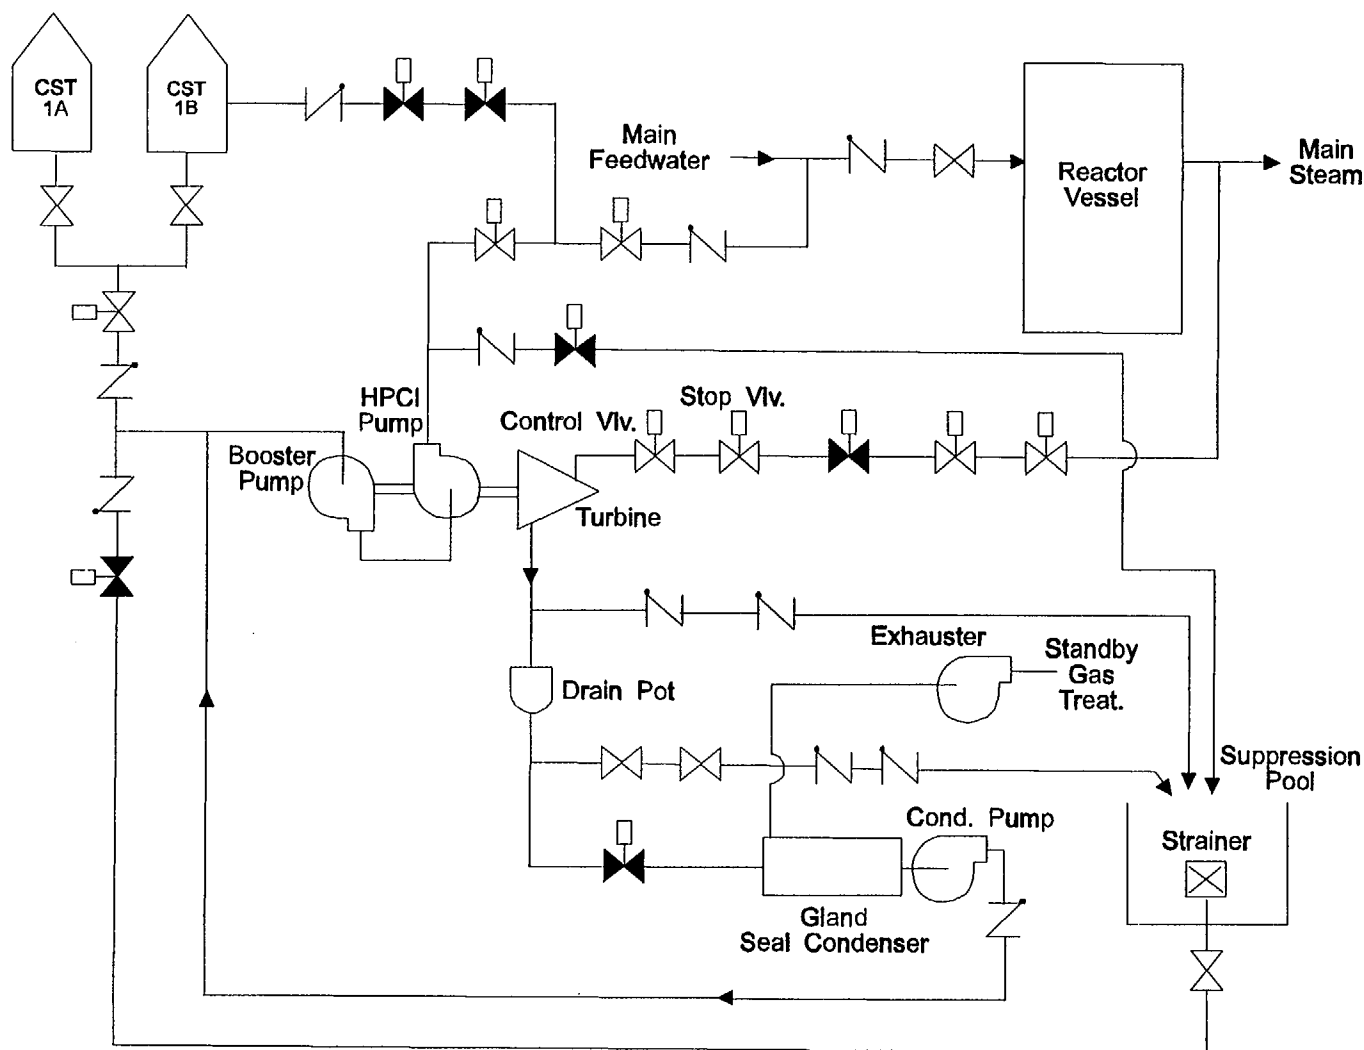 CST
1A
CST
1B
Main
Feedwater
Reactor
Vessel
Main
Steam
HPCI
Pump
Control Vlv.
Stop Vlv.
Booster
Pump
Turbine
Exhauster
Standby
Gas
Treat.
Drain Pot
Suppression
Pool
Cond. Pump
Strainer
Gland
Seal Condenser